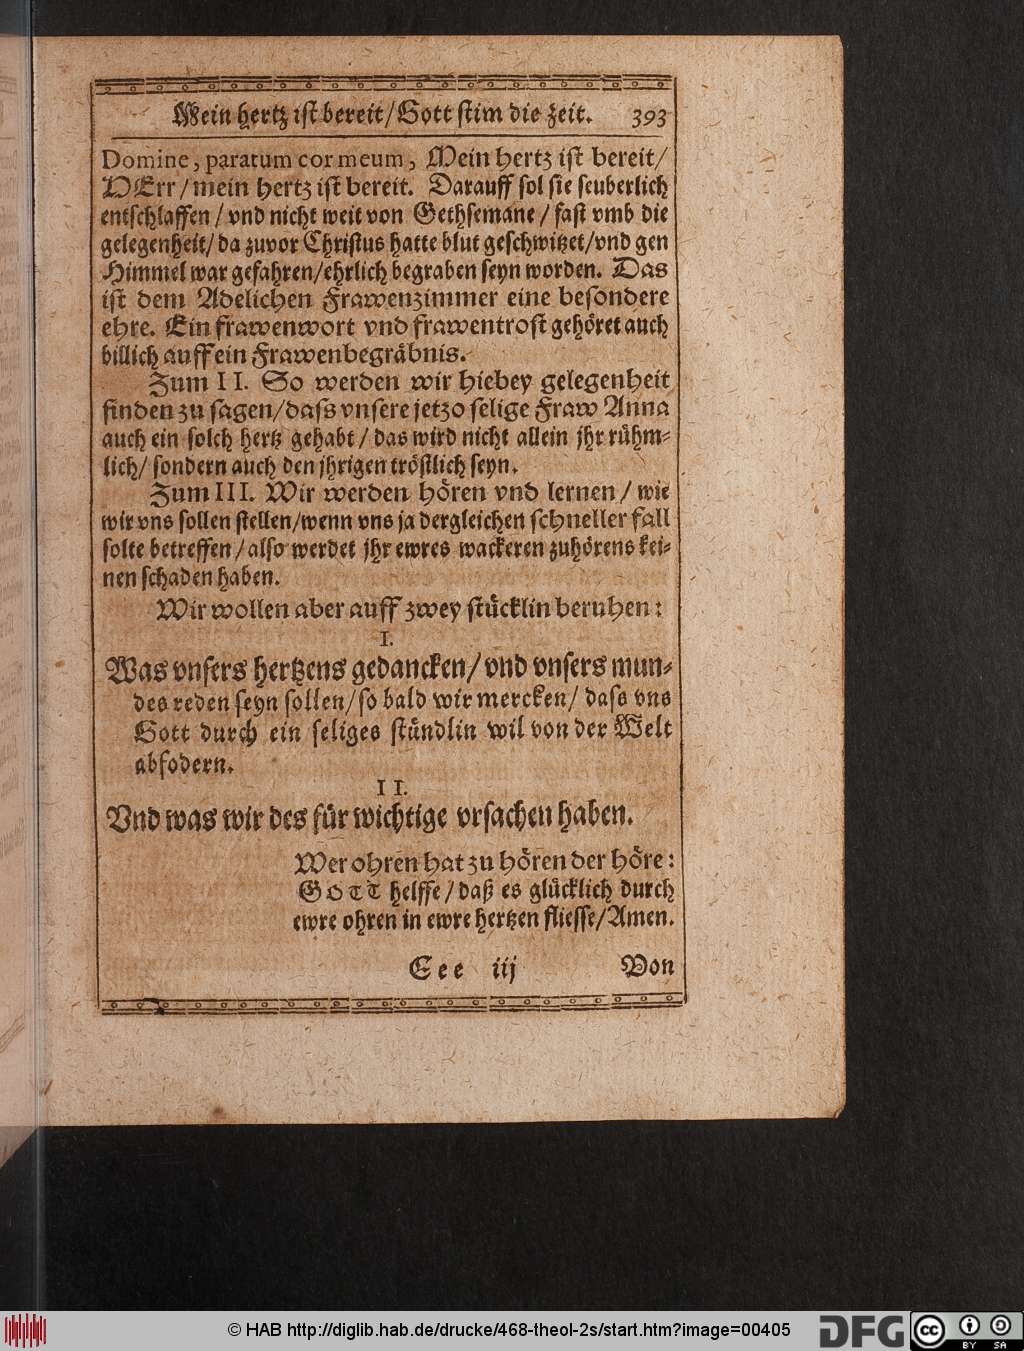 Mein hertz ist bereit/Gott stim die zeit. 393
Domine, paratum cor meum, Mein hertz ist bereit/
HErr/mein hertz ist bereit. Darauff sol sie seuberlich
entschlaffen/vnd nicht weit von Gethsemane/fast vmb die
gelegenheit/da zuvor Christus hatte blut geschwitzet/vnd gen
Himmel war gefahren/ehrlich begraben seyn worden. Das
ist dem Adelichen Frawenzimmer eine besondere
ehre. Ein frawenwort vnd frawentrost gehöret auch
billich auff ein Frawenbegräbnis.
Zum II. So werden wir hiebey gelegenheit
finden zu sagen/dass vnsere jetzo selige Fraw Anna
auch ein solch hertz gehabt/das wird nicht allein jhr rühm-
lich/sondern auch den jhrigen tröstlich seyn.
Zum III. Wir werden hören vnd lernen/wie
wir vns sollen stellen/wenn vns ja dergleichen schneller fall
solte betreffen/also werdet jhr ewres wackeren zuhörens kei-
nen schaden haben.
Wir wollen aber auff zwey stücklin beruhen:
I.
Was vnsers hertzens gedancken/vnd vnsers mun-
des reden seyn sollen/so bald wir mercken/dass vns
Gott durch ein seliges stündlin wil von der Welt
abfodern.
II.
Vnd was wir des für wichtige vrsachen haben.
Wer ohren hat zu hören der höre:
GOTT helffe/daß es glücklich durch
ewre ohren in ewre hertzen fliesse/Amen.
Eee iij Von
© HAB http://diglib.hab.de/drucke/468-theol-2s/start.htm?image=00405
DFG
cc BY SA